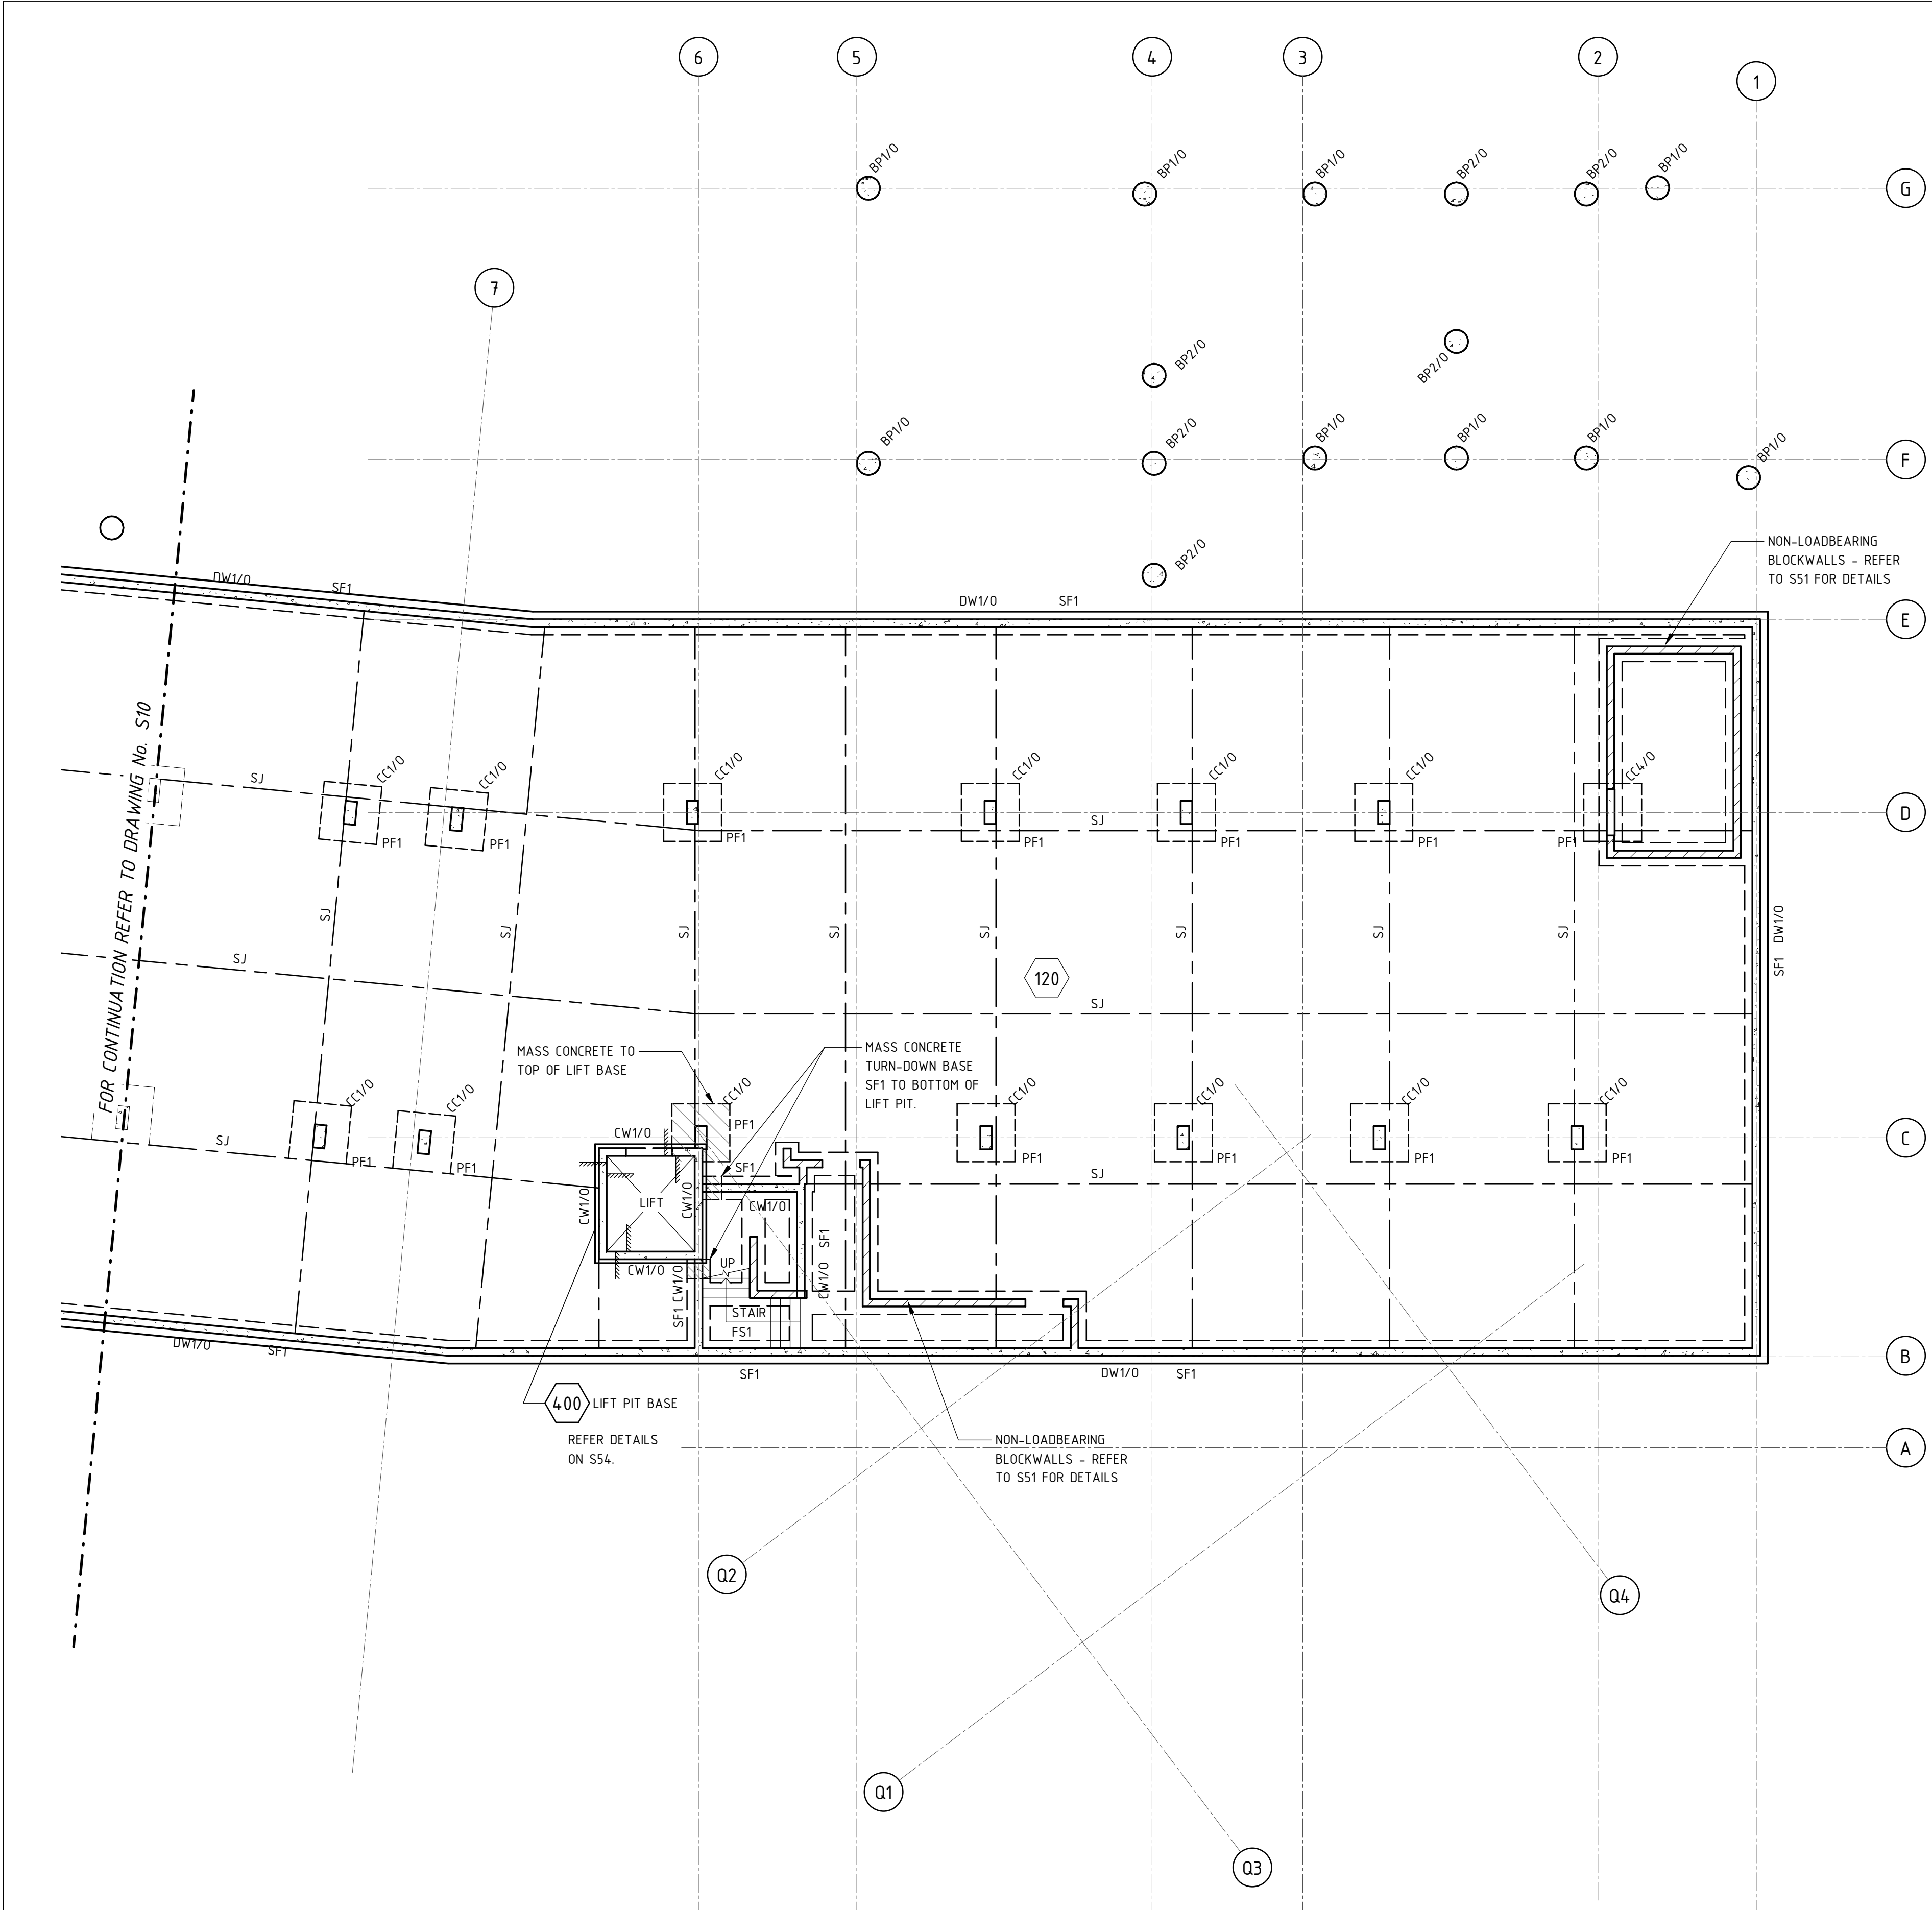 6
5
4
3
2
1
BP1/0
BP1/0
BP1/0
BP2/0
BP2/0
BP1/0
G
7
BP2/0
BP2/0
BP1/0
BP2/0
BP1/0
BP1/0
BP1/0
BP1/0
F
NON-LOADBEARING
BLOCKWALLS - REFER
TO S51 FOR DETAILS
BP2/0
DW1/0
SF1
DW1/0
SF1
E
FOR CONTINUATION REFER TO DRAWING No. S10
SJ
CC1/0
CC1/0
CC1/0
CC1/0
CC1/0
CC1/0
CC4/0
D
SJ
PF1
PF1
PF1
PF1
PF1
PF1
PF1
SJ
SJ
SJ
SJ
SJ
SJ
SJ
SJ
SF1 DW1/0
SJ
120
SJ
MASS CONCRETE TO
TOP OF LIFT BASE
MASS CONCRETE
TURN-DOWN BASE
SF1 TO BOTTOM OF
LIFT PIT.
CC1/0
CC1/0
CC1/0
CC1/0
CC1/0
CC1/0
CC1/0
SJ
CW1/0
PF1
C
PF1
PF1
SF1
PF1
PF1
PF1
PF1
SJ
CW1/0
LIFT
CW1/0
CW1/0
CW1/0 SF1
CW1/0
UP
SF1 CW1/0
STAIR
FS1
DW1/0
SF1
SF1
DW1/0
SF1
B
400
LIFT PIT BASE
REFER DETAILS
ON S54.
NON-LOADBEARING
BLOCKWALLS - REFER
TO S51 FOR DETAILS
A
Q2
Q4
Q1
Q3